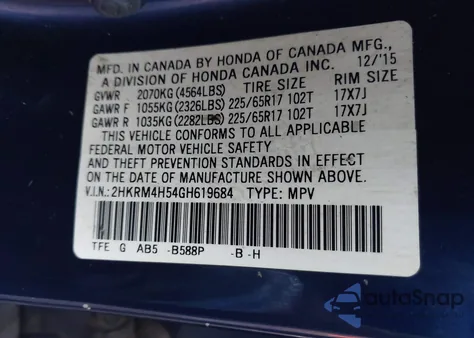 MFD. IN CANADA BY HONDA OF CANADA MFG.,
A DIVISION OF HONDA CANADA INC. 12/'15
GVWR 2070KG (4564LBS) TIRE SIZE RIM SIZE
GAWR F 1055KG (2326LBS) 225/65R17 102T 17X7J
GAWR R 1035KG (2282LBS) 225/65R17 102T 17X7J
THIS VEHICLE CONFORMS TO ALL APPLICABLE
FEDERAL MOTOR VEHICLE SAFETY
AND THEFT PREVENTION STANDARDS IN EFFECT
ON THE DATE OF MANUFACTURE SHOWN ABOVE.
V.I.N.: 2HKRM4H54GH619684 TYPE: MPV
TFE G AB5 -B588P -B -H
autoSnap